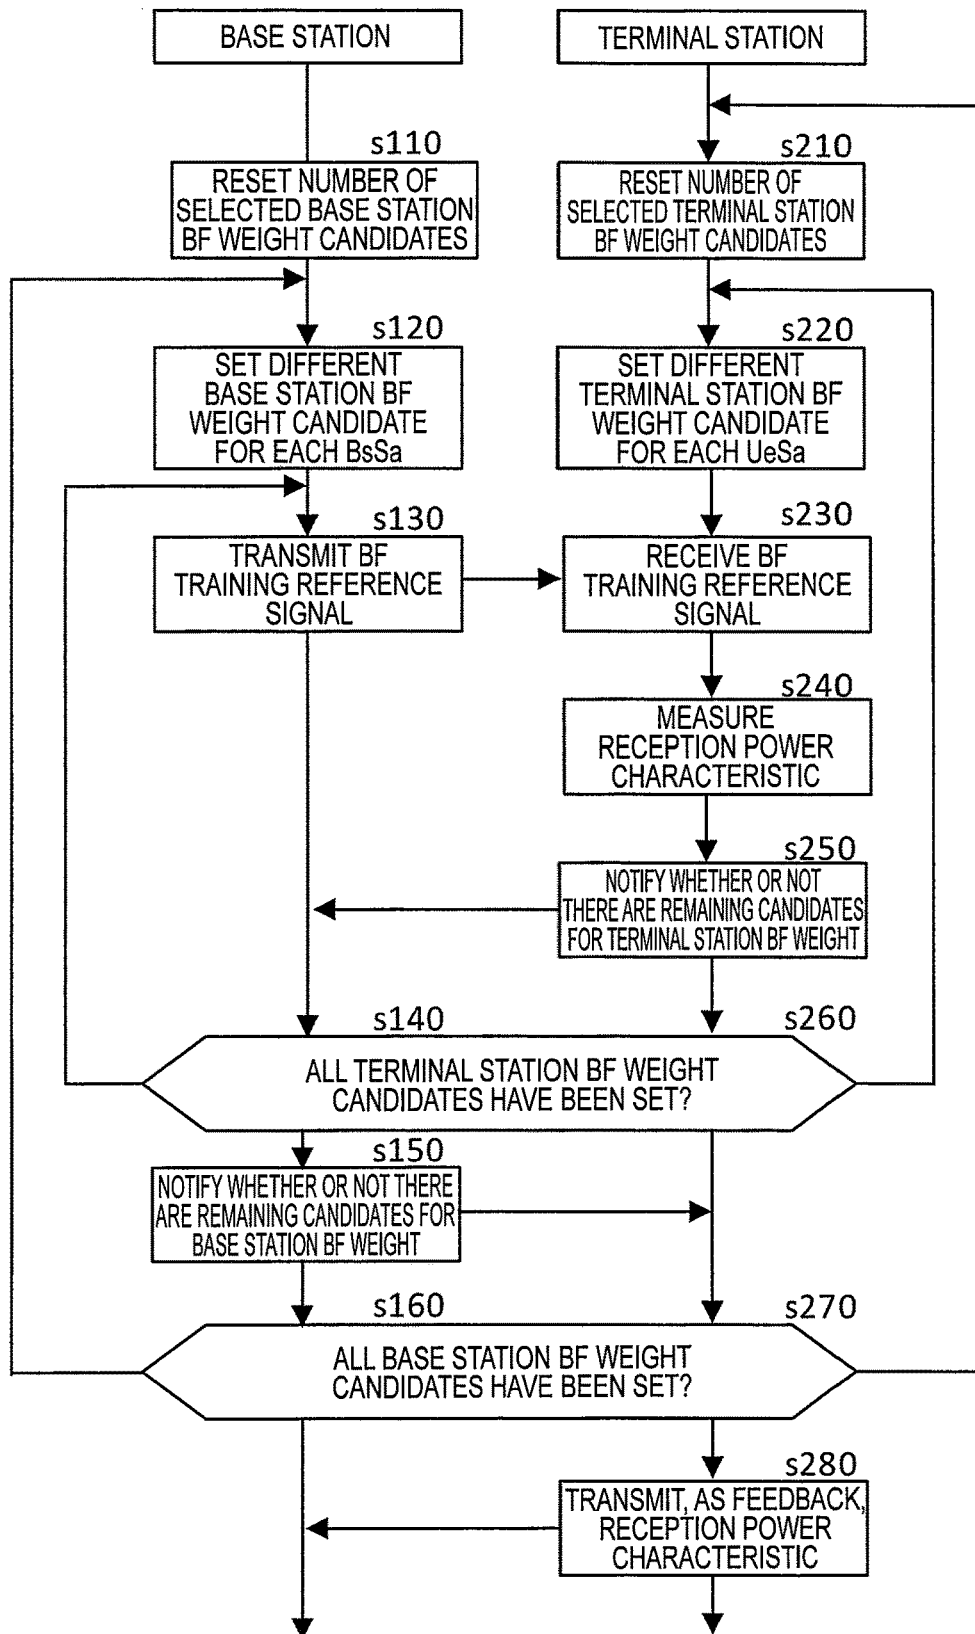 BASE STATION
TERMINAL STATION
s110
RESET NUMBER OF
SELECTED BASE STATION
BF WEIGHT CANDIDATES
s210
RESET NUMBER OF
SELECTED TERMINAL STATION
BF WEIGHT CANDIDATES
s120
SET DIFFERENT
BASE STATION BF
WEIGHT CANDIDATE
FOR EACH BsSa
s220
SET DIFFERENT
TERMINAL STATION BF
WEIGHT CANDIDATE
FOR EACH UeSa
s130
TRANSMIT BF
TRAINING REFERENCE
SIGNAL
s230
RECEIVE BF
TRAINING REFERENCE
SIGNAL
s240
MEASURE
RECEPTION POWER
CHARACTERISTIC
s250
NOTIFY WHETHER OR NOT
THERE ARE REMAINING CANDIDATES
FOR TERMINAL STATION BF WEIGHT
s140
s260
ALL TERMINAL STATION BF WEIGHT
CANDIDATES HAVE BEEN SET?
s150
NOTIFY WHETHER OR NOT THERE
ARE REMAINING CANDIDATES FOR
BASE STATION BF WEIGHT
s160
s270
ALL BASE STATION BF WEIGHT
CANDIDATES HAVE BEEN SET?
s280
TRANSMIT, AS FEEDBACK,
RECEPTION POWER
CHARACTERISTIC